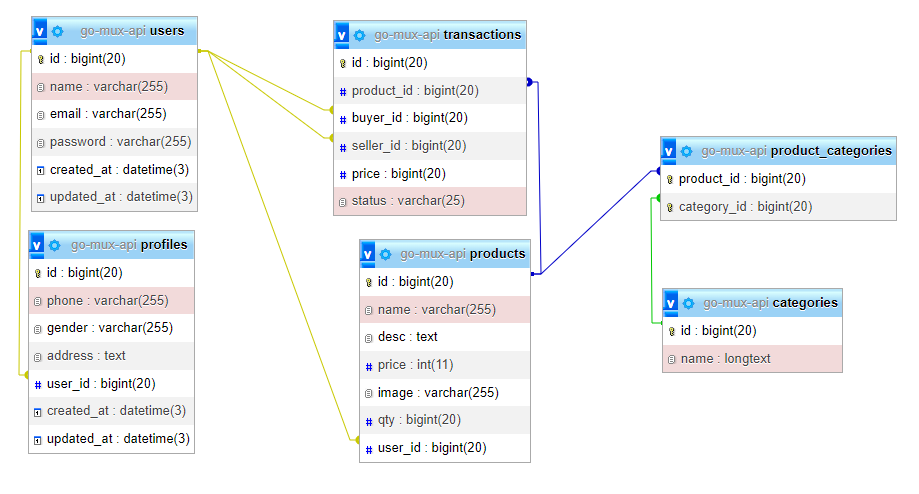 v go-mux-api users
id : bigint(20)
name : varchar(255)
email : varchar(255)
password : varchar(255)
# created_at : datetime(3)
updated_at : datetime(3)
v go-mux-api profiles
id : bigint(20)
phone : varchar(255)
gender : varchar(255)
address : text
# user_id : bigint(20)
created_at : datetime(3)
updated_at : datetime(3)
v go-mux-api transactions
id : bigint(20)
# product_id : bigint(20)
# buyer_id : bigint(20)
# seller_id : bigint(20)
# price : bigint(20)
status : varchar(25)
v go-mux-api products
id : bigint(20)
name : varchar(255)
desc : text
# price : int(11)
image : varchar(255)
# qty : bigint(20)
# user_id : bigint(20)
v go-mux-api product_categories
product_id : bigint(20)
category_id : bigint(20)
v go-mux-api categories
id : bigint(20)
name : longtext